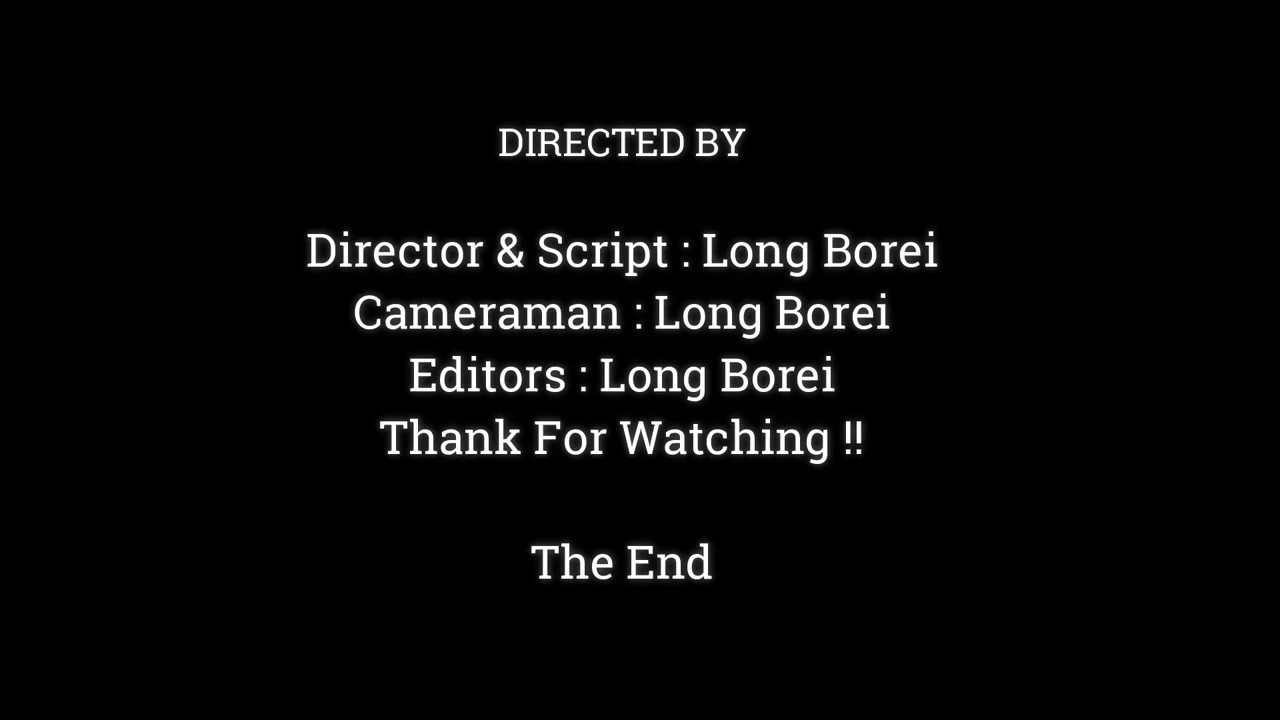 DIRECTED BY
Director & Script : Long Borei
Cameraman : Long Borei
Editors : Long Borei
Thank For Watching !!
The End